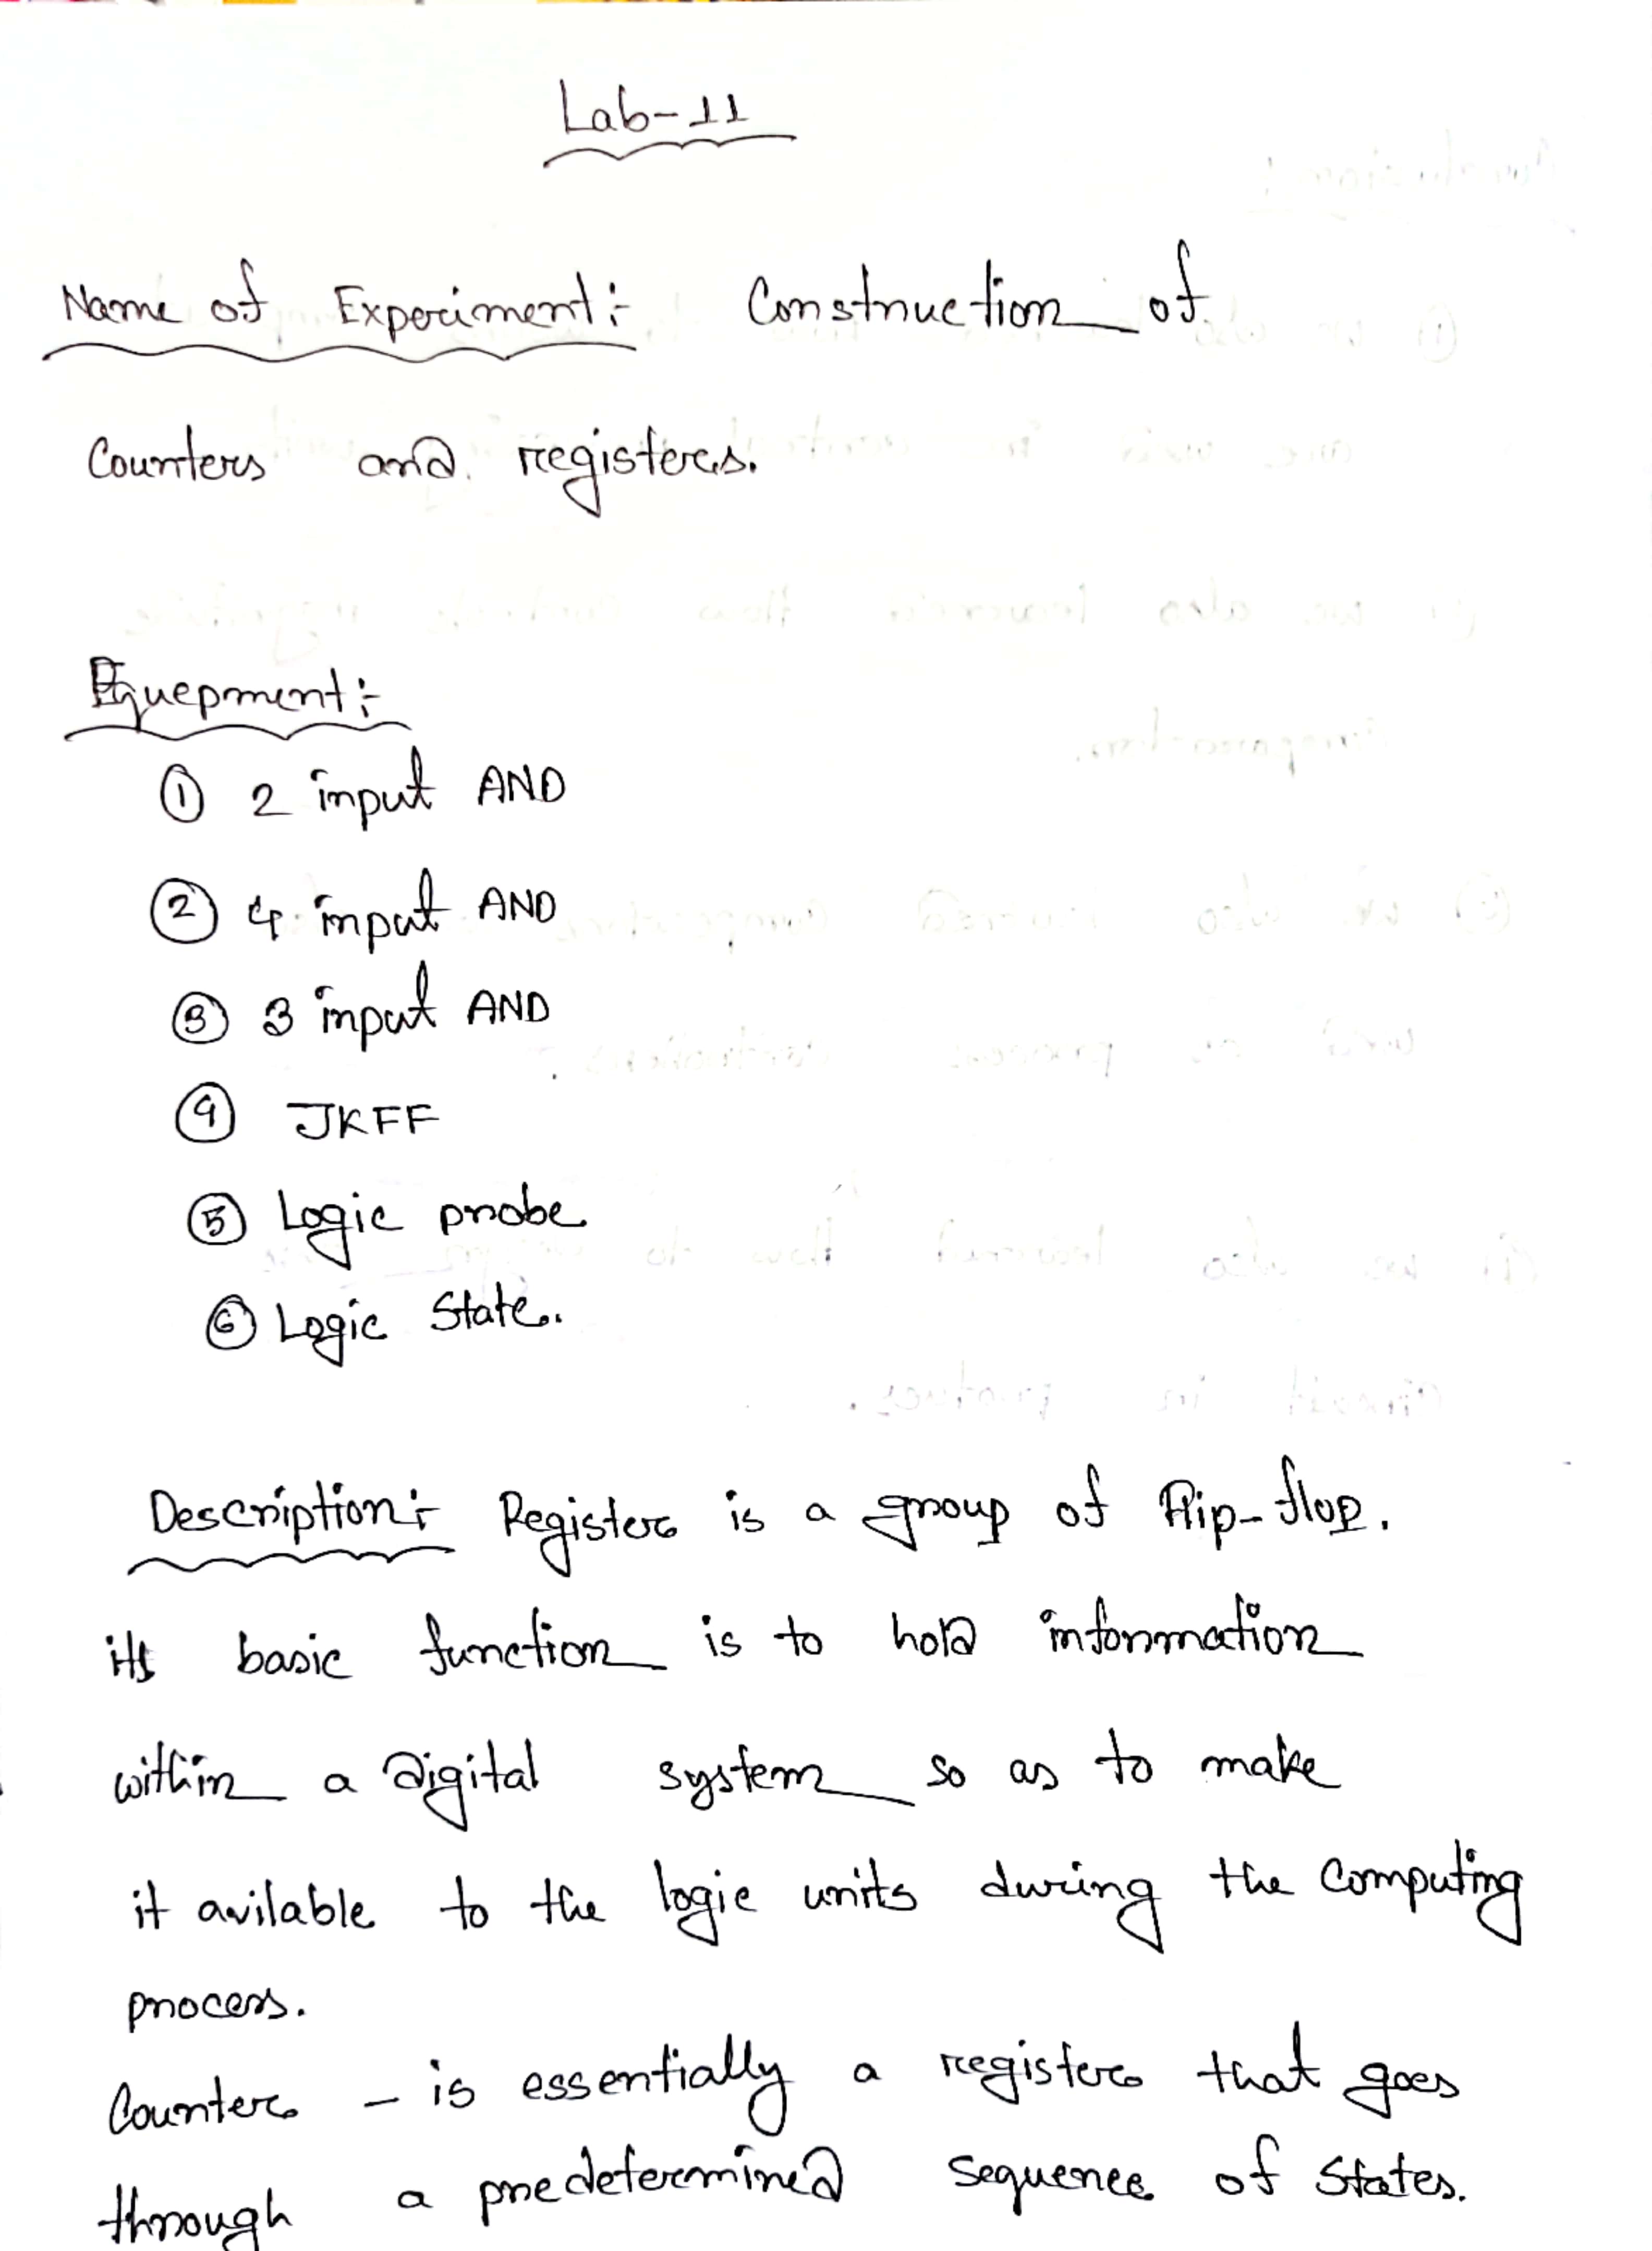 Lab-11
Name of Experiment:- Construction of
Counters and registers.
Equepment:-
① 2 input AND
② 4 input AND
③ 3 input AND
④ JKFF
⑤ Logic probe
⑥ Logic State.
Description:- Register is a group of flip-flop.
its basic function is to hold information
within a digital system so as to make
it avilable to the logic units during the computing
process.
Counter - is essentially a register that goes
through a predetermined sequence of states.